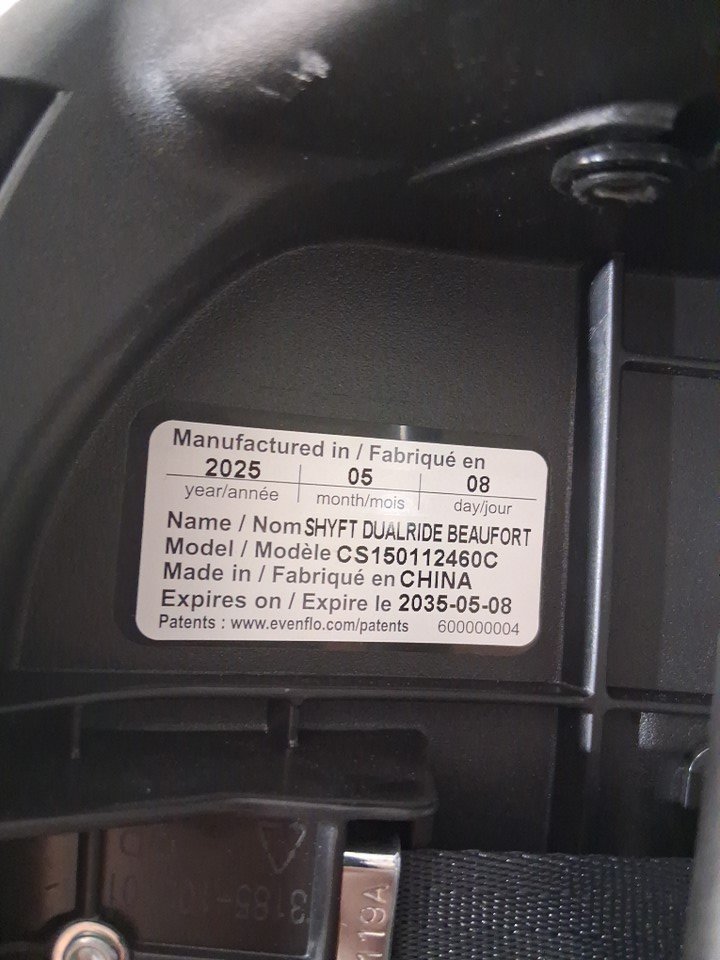 Manufactured in / Fabriqué en
2025 05 08
year/année month/mois day/jour
Name / Nom SHYFT DUALRIDE BEAUFORT
Model / Modèle CS150112460C
Made in / Fabriqué en CHINA
Expires on / Expire le 2035-05-08
Patents : www.evenflo.com/patents 600000004
119A